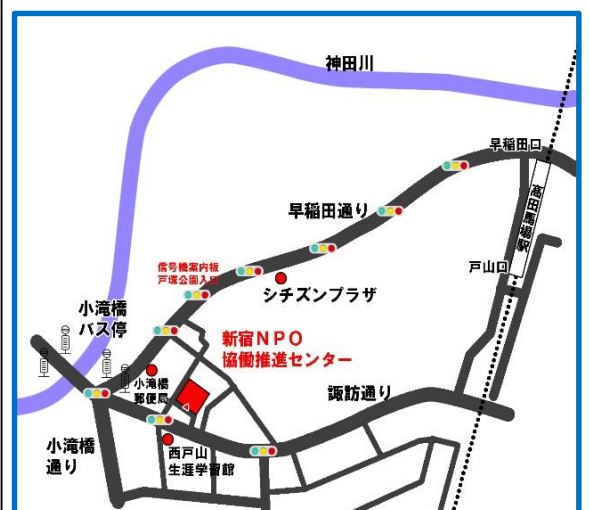 神田川
早稲田口
高田馬場駅
早稲田通り
戸山口
信号機案内板
戸塚公園入口
シチズンプラザ
小滝橋
バス停
新宿NPO
協働推進センター
小滝橋
郵便局
諏訪通り
小滝橋
通り
西戸山
生涯学習館